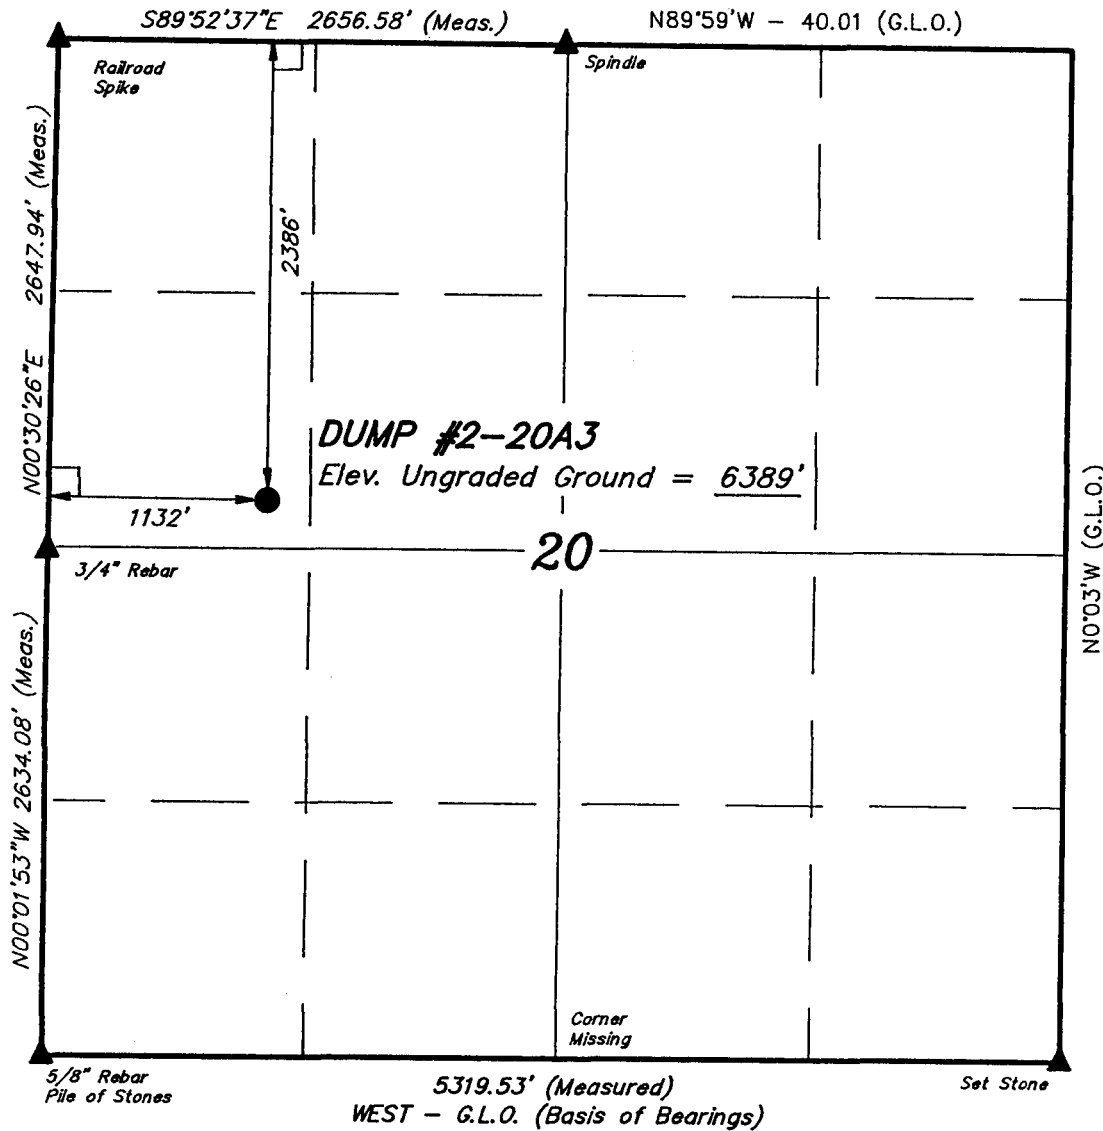 S89°52'37"E 2656.58' (Meas.)
N89°59'W - 40.01 (G.L.O.)
Railroad
Spike
Spindle
N00°30'26"E 2647.94' (Meas.)
2386'
DUMP #2-20A3
Elev. Ungraded Ground = 6389'
1132'
20
3/4" Rebar
N0°03'W (G.L.O.)
N00°01'53"W 2634.08' (Meas.)
Corner
Missing
5/8" Rebar
Pile of Stones
5319.53' (Measured)
WEST - G.L.O. (Basis of Bearings)
Set Stone